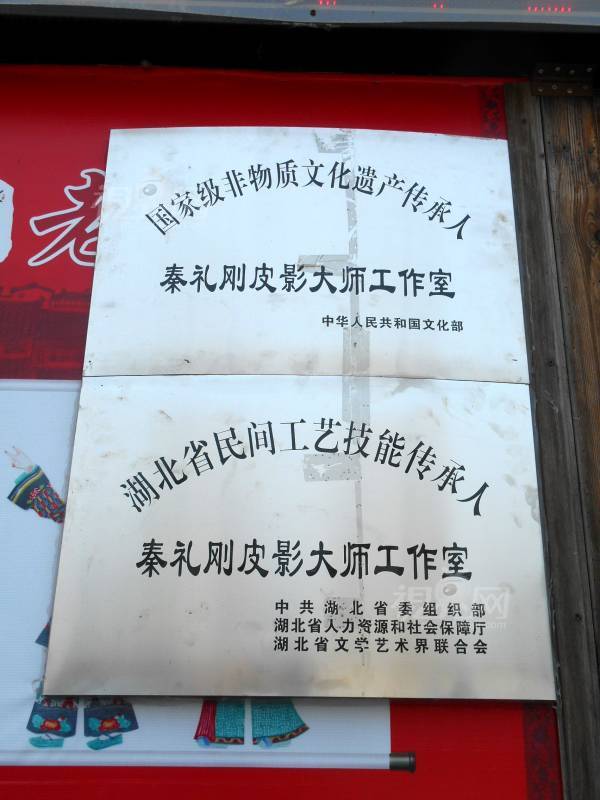 老
国家级非物质文化遗产传承人
秦礼刚皮影大师工作室
中华人民共和国文化部
湖北省民间工艺技能传承人
秦礼刚皮影大师工作室
中共湖北省委组织部
湖北省人力资源和社会保障厅
湖北省文学艺术界联合会